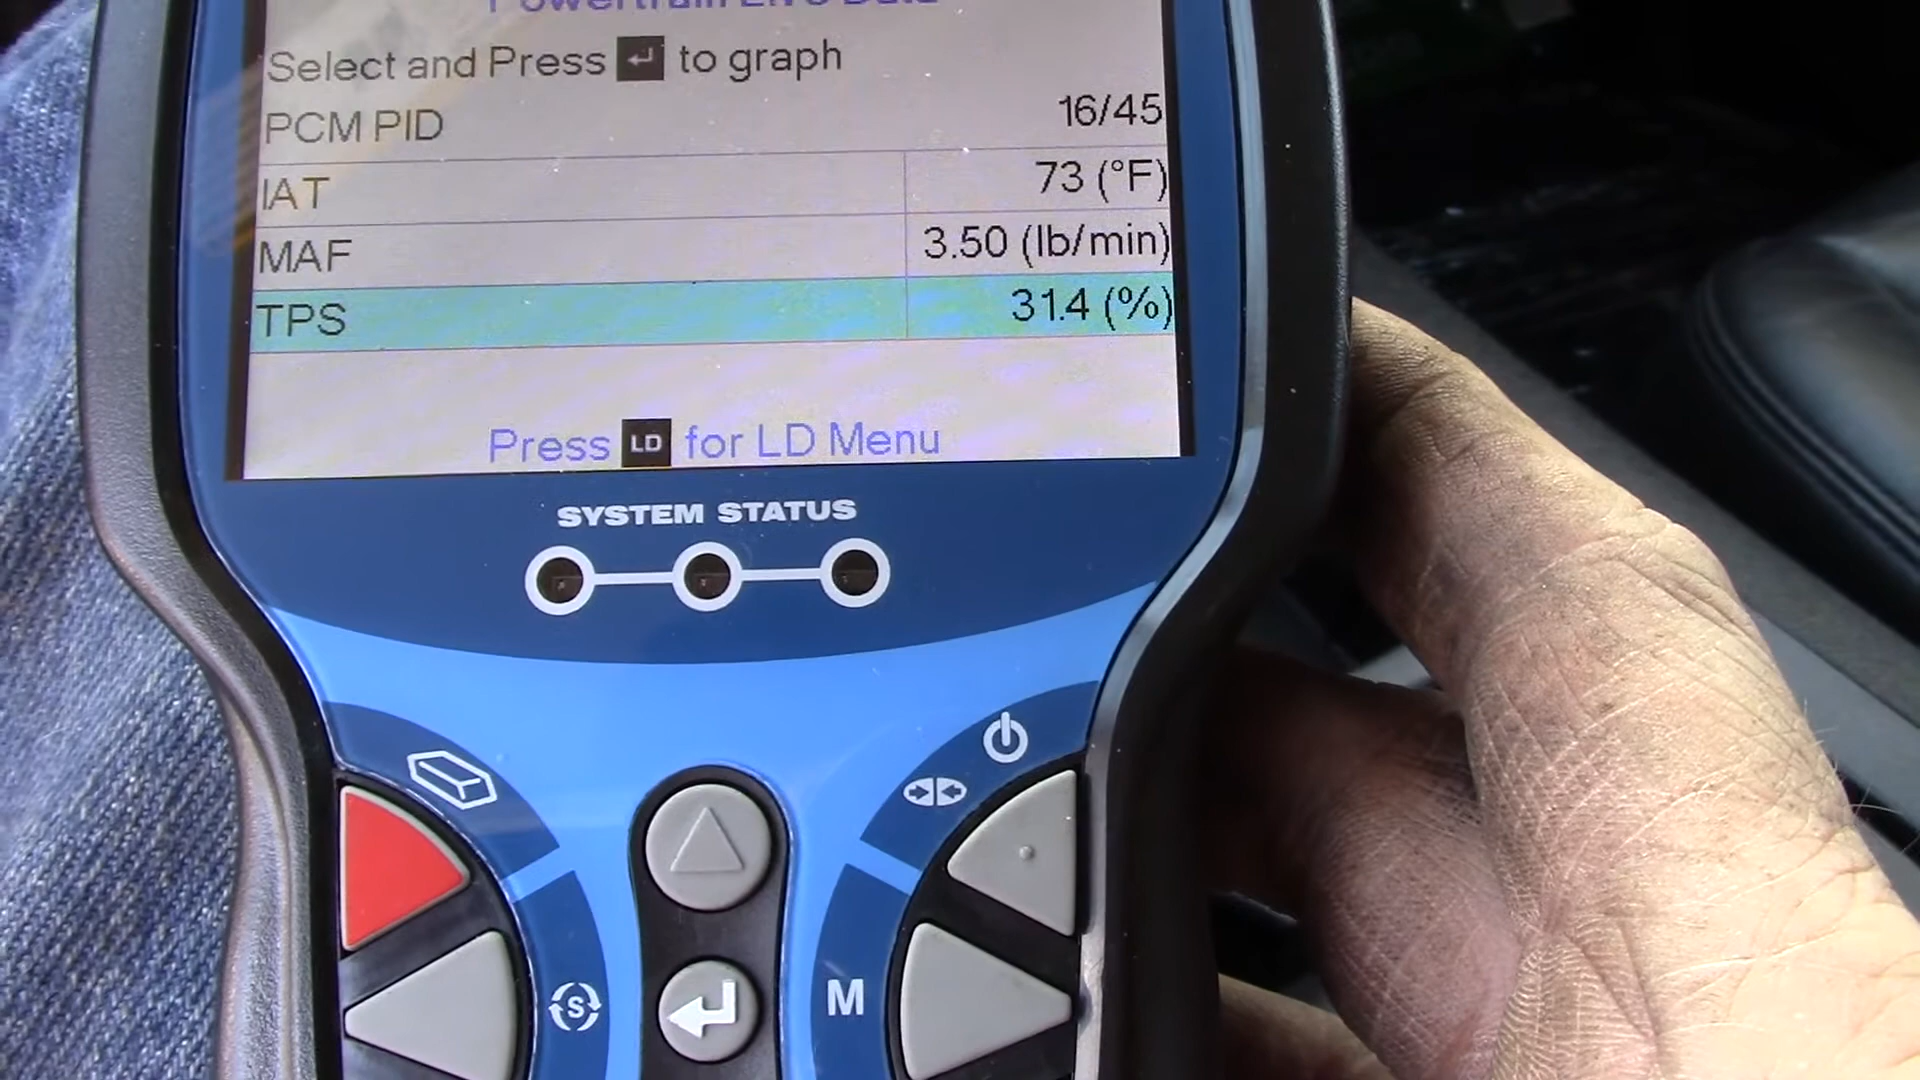 Powertrain Live Data
Select and Press ↵ to graph
PCM PID 16/45
IAT 73 (°F)
MAF 3.50 (lb/min)
TPS 31.4 (%)
Press LD for LD Menu
SYSTEM STATUS
S
M